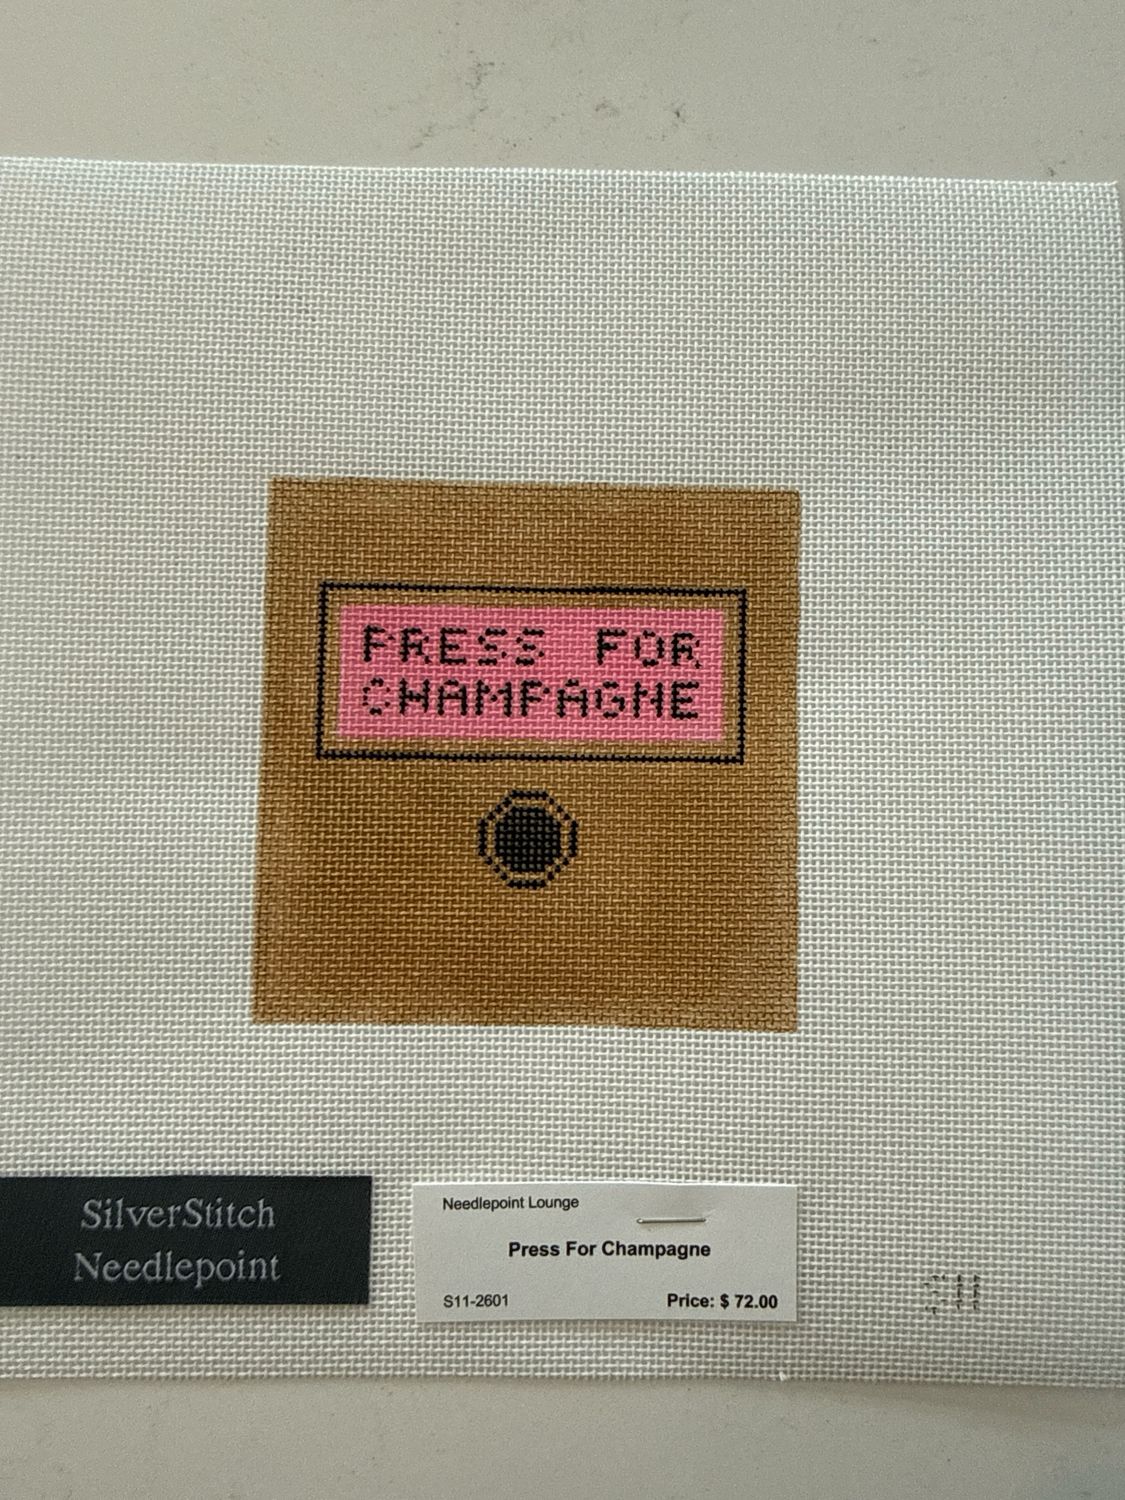 PRESS FOR
CHAMPAGNE
SilverStitch
Needlepoint
Needlepoint Lounge
Press For Champagne
S11-2601
Price: $ 72.00